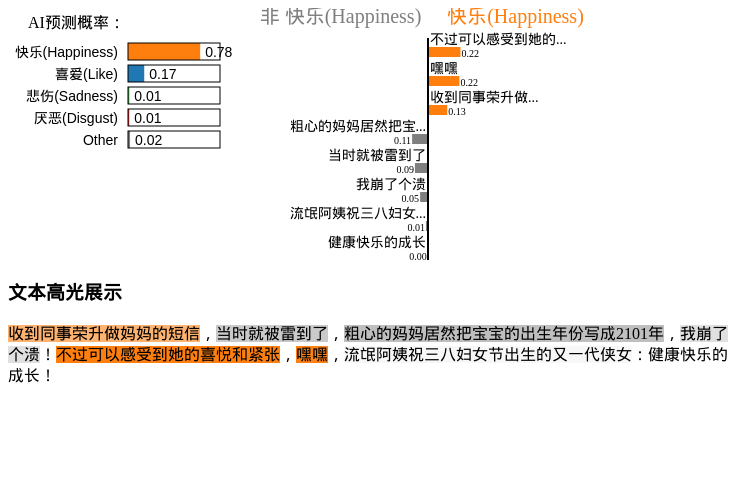 AI预测概率：
非 快乐(Happiness) 快乐(Happiness)
快乐(Happiness) 0.78
喜爱(Like) 0.17
悲伤(Sadness) 0.01
厌恶(Disgust) 0.01
Other 0.02
不过可以感受到她的...
0.22
嘿嘿
0.22
收到同事荣升做...
0.13
粗心的妈妈居然把宝...
0.11
当时就被雷到了
0.09
我崩了个溃
0.05
流氓阿姨祝三八妇女...
0.01
健康快乐的成长
0.00
文本高光展示
收到同事荣升做妈妈的短信，当时就被雷到了，粗心的妈妈居然把宝宝的出生年份写成2101年，我崩了
个溃！不过可以感受到她的喜悦和紧张，嘿嘿，流氓阿姨祝三八妇女节出生的又一代侠女：健康快乐的
成长！